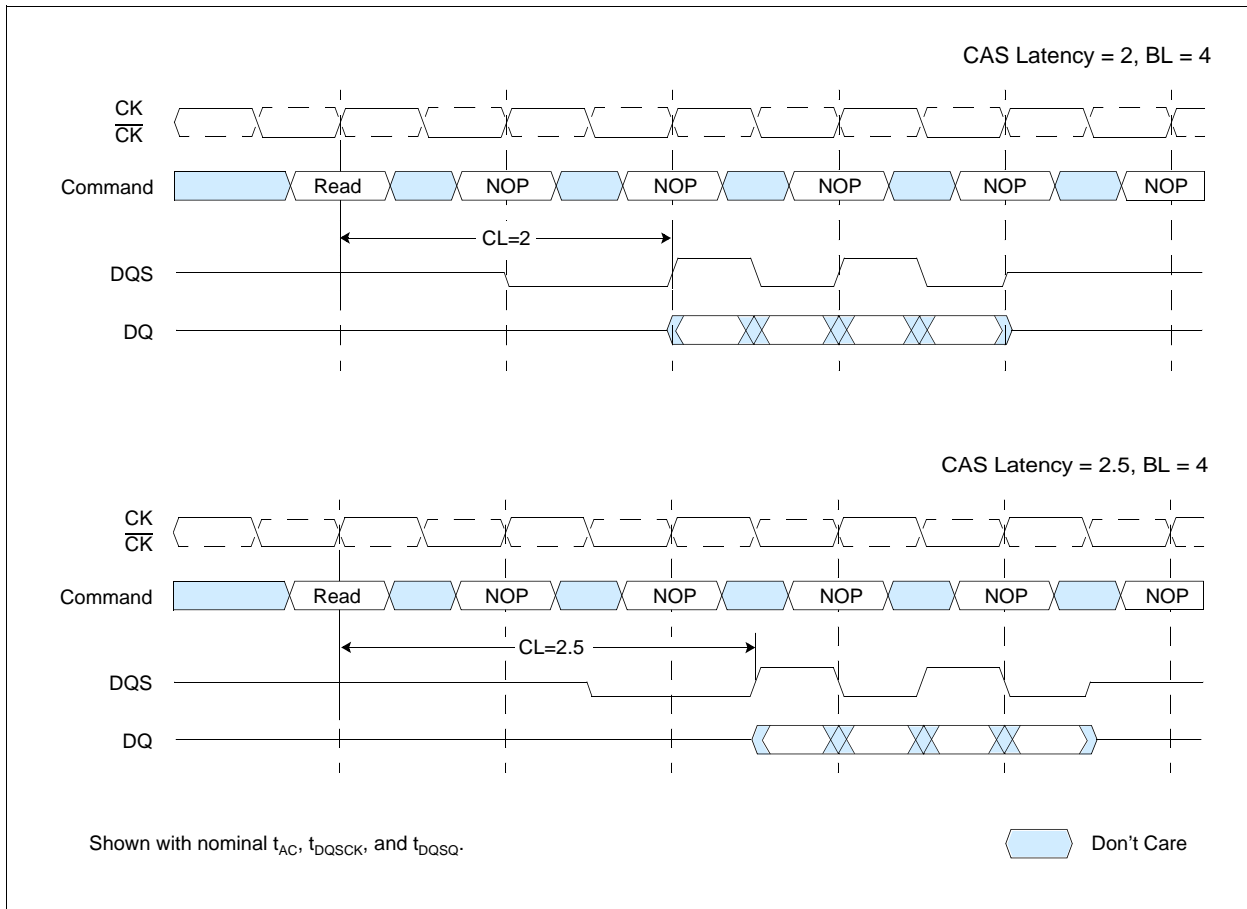 CAS Latency = 2, BL = 4
CK
C̅K̅
Command
Read NOP NOP NOP NOP NOP
CL=2
DQS
DQ
CAS Latency = 2.5, BL = 4
CK
C̅K̅
Command
Read NOP NOP NOP NOP NOP
CL=2.5
DQS
DQ
Shown with nominal tAC, tDQSCK, and tDQSQ.
Don't Care